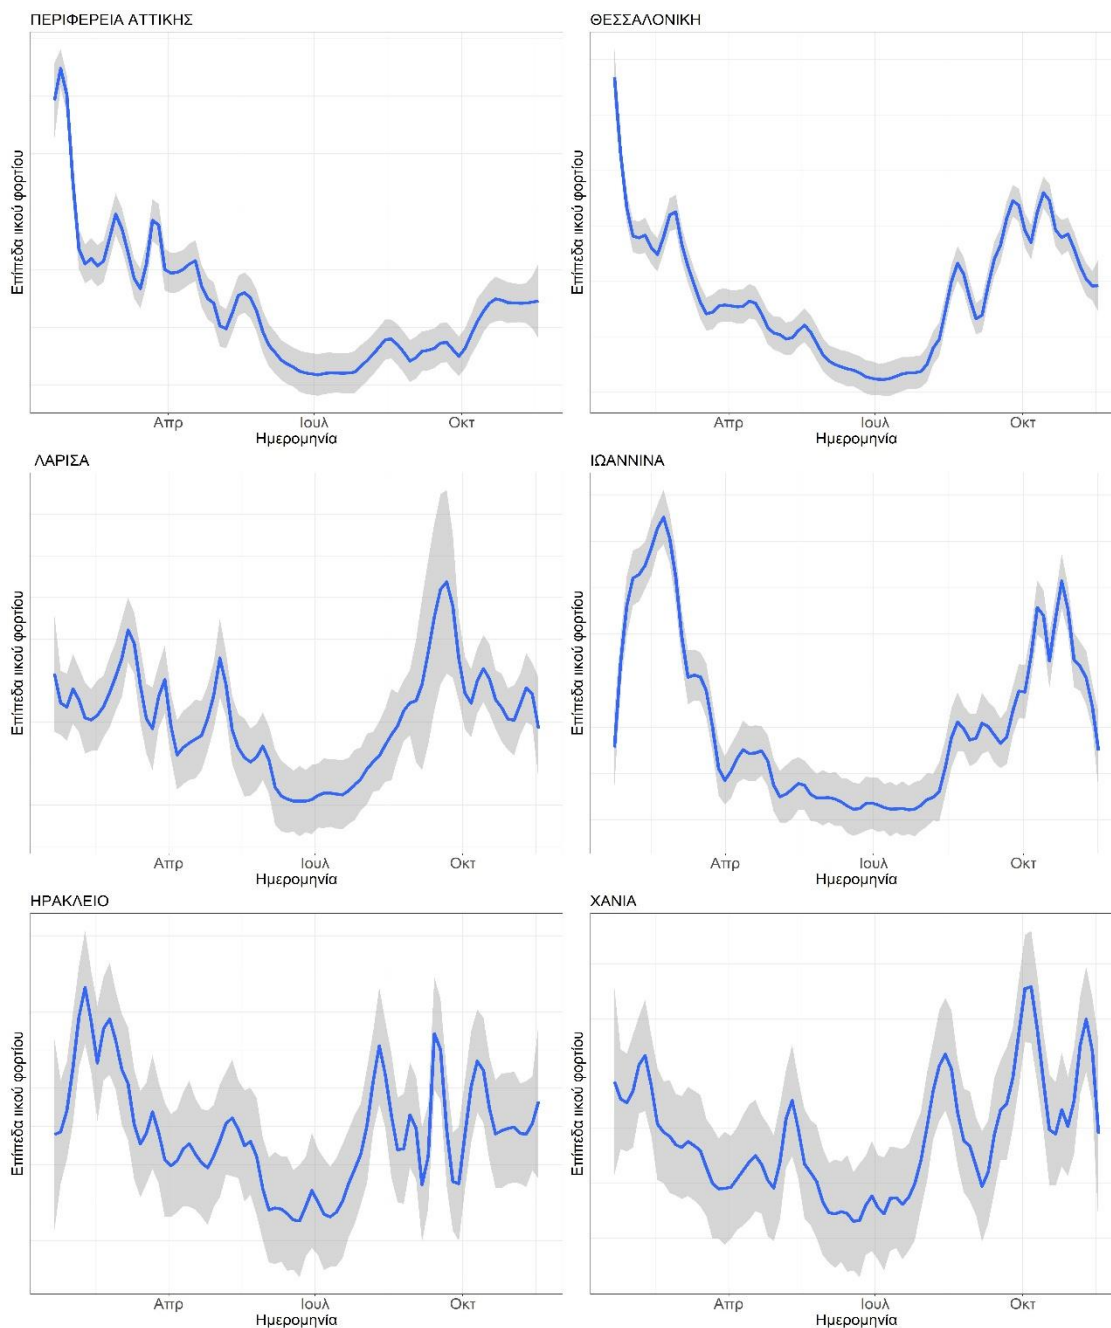 ΠΕΡΙΦΕΡΕΙΑ ΑΤΤΙΚΗΣ
Επίπεδα ιικού φορτίου
Απρ Ιουλ Οκτ
Ημερομηνία
ΘΕΣΣΑΛΟΝΙΚΗ
Επίπεδα ιικού φορτίου
Απρ Ιουλ Οκτ
Ημερομηνία
ΛΑΡΙΣΑ
Επίπεδα ιικού φορτίου
Απρ Ιουλ Οκτ
Ημερομηνία
ΙΩΑΝΝΙΝΑ
Επίπεδα ιικού φορτίου
Απρ Ιουλ Οκτ
Ημερομηνία
ΗΡΑΚΛΕΙΟ
Επίπεδα ιικού φορτίου
Απρ Ιουλ Οκτ
Ημερομηνία
ΧΑΝΙΑ
Επίπεδα ιικού φορτίου
Απρ Ιουλ Οκτ
Ημερομηνία